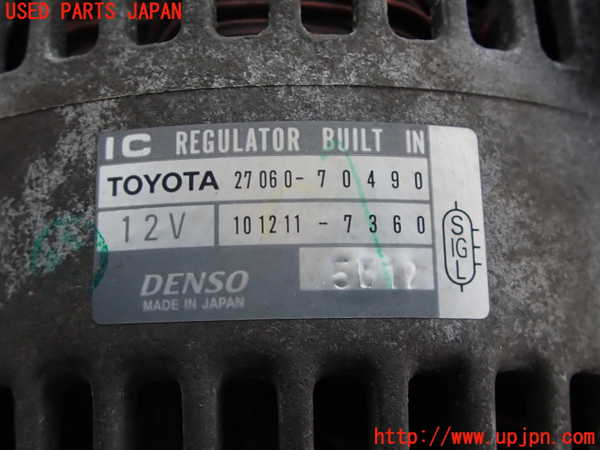 USED PARTS JAPAN
IC REGULATOR BUILT IN
TOYOTA 27060-70490
12V 101211-7360
S
IG
L
DENSO
MADE IN JAPAN
http://www.upjpn.com